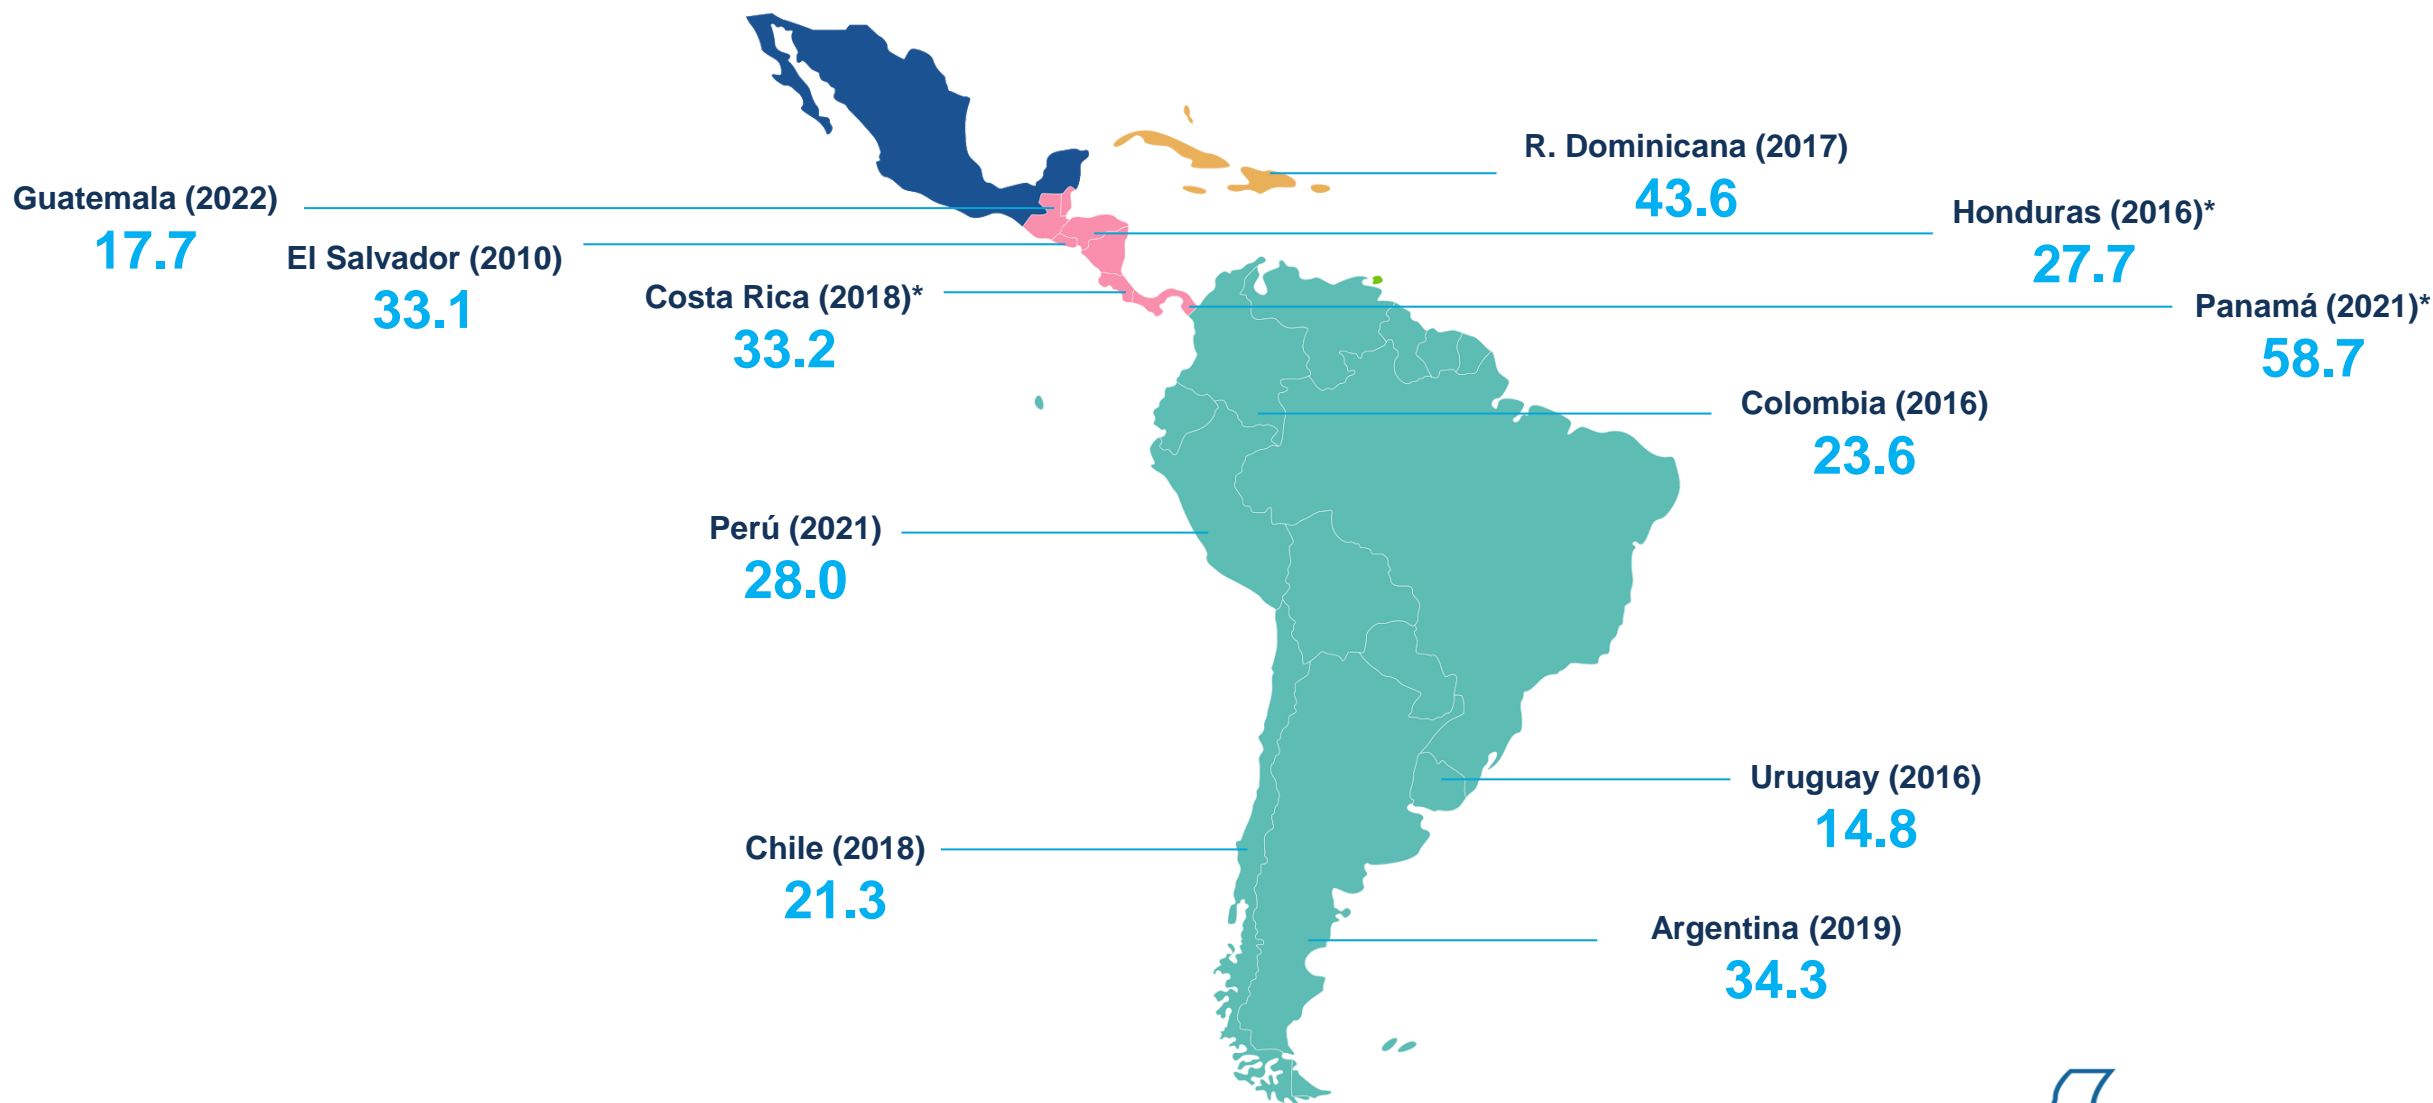 R. Dominicana (2017)
43.6
Guatemala (2022)
17.7
Honduras (2016)*
27.7
El Salvador (2010)
33.1
Costa Rica (2018)*
33.2
Panamá (2021)*
58.7
Colombia (2016)
23.6
Perú (2021)
28.0
Uruguay (2016)
14.8
Chile (2018)
21.3
Argentina (2019)
34.3